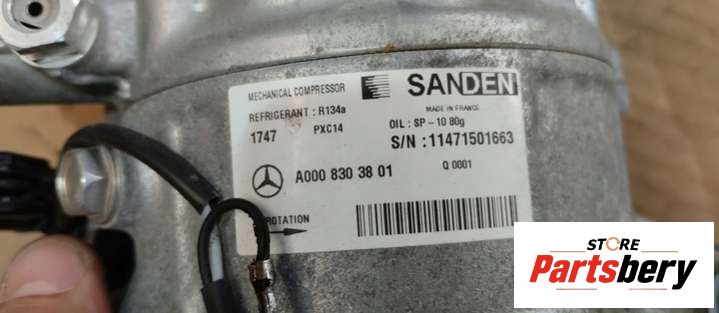 MECHANICAL COMPRESSOR
SANDEN
REFRIGERANT : R134a
MADE IN FRANCE
1747 PXC14
OIL : SP - 10 80g
S/N : 11471501663
A000 830 38 01
Q 0001
ROTATION
STORE
Partsbery